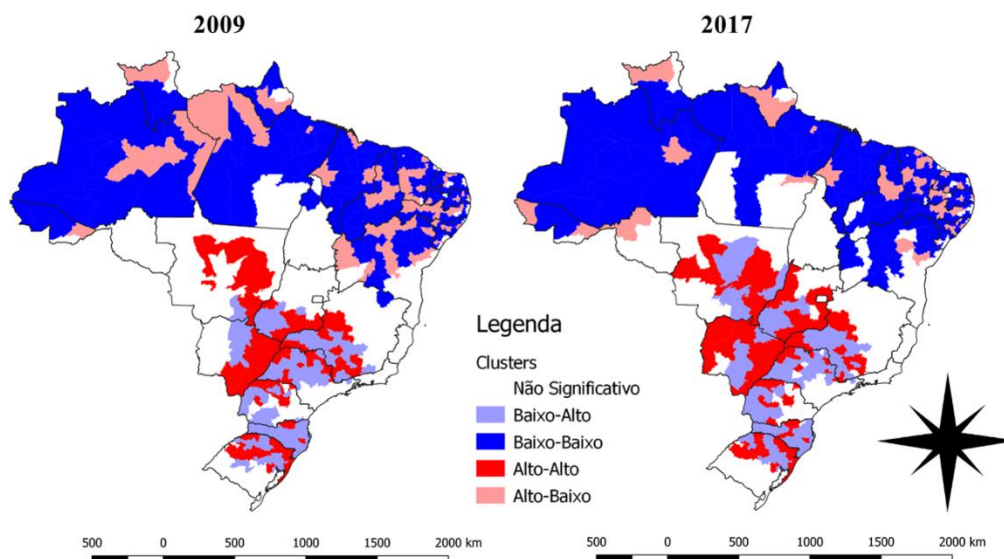 2009
2017
Legenda
Clusters
Não Significativo
Baixo-Alto
Baixo-Baixo
Alto-Alto
Alto-Baixo
500 0 500 1000 1500 2000 km
500 0 500 1000 1500 2000 km